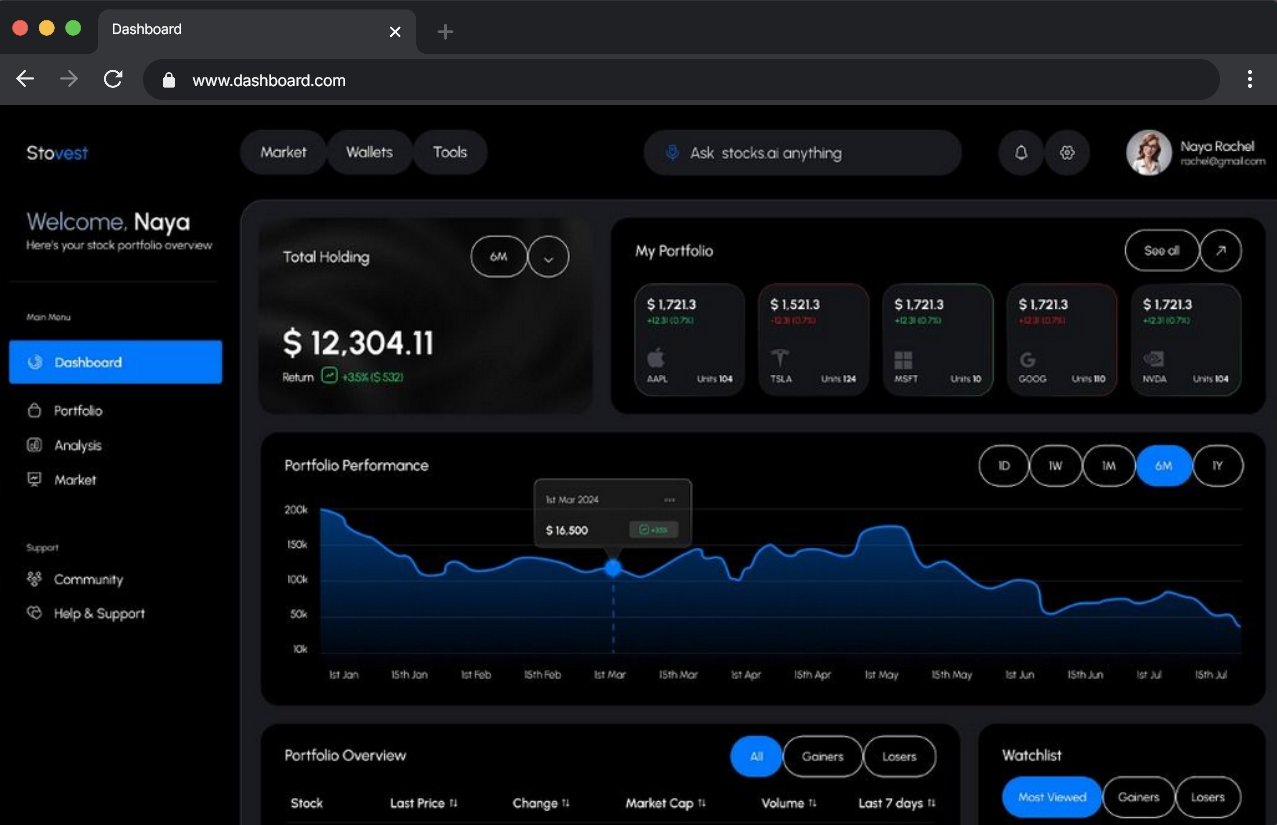 Dashboard
www.dashboard.com
Stovest
Market
Wallets
Tools
Ask stocks.ai anything
Naya Rachel
rachel@gmail.com
Welcome, Naya
Here's your stock portfolio overview
Main Menu
Dashboard
Portfolio
Analysis
Market
Support
Community
Help & Support
Total Holding
6M
$ 12,304.11
Return +3.5% ($ 532)
My Portfolio
See all
$ 1,721.3
+12.31 (0.7%)
AAPL Units 104
$ 1,521.3
-12.31 (0.7%)
TSLA Units 124
$ 1,721.3
+12.31 (0.7%)
MSFT Units 10
$ 1,721.3
+12.31 (0.7%)
GOOG Units 110
$ 1,721.3
+12.31 (0.7%)
NVDA Units 104
Portfolio Performance
1D
1W
1M
6M
1Y
1st Mar 2024
$ 16,500
200k
150k
100k
50k
10k
1st Jan 15th Jan 1st Feb 15th Feb 1st Mar 15th Mar 1st Apr 15th Apr 1st May 15th May 1st Jun 15th Jun 1st Jul 15th Jul
Portfolio Overview
All
Gainers
Losers
Stock Last Price Change Market Cap Volume Last 7 days
Watchlist
Most Viewed
Gainers
Losers